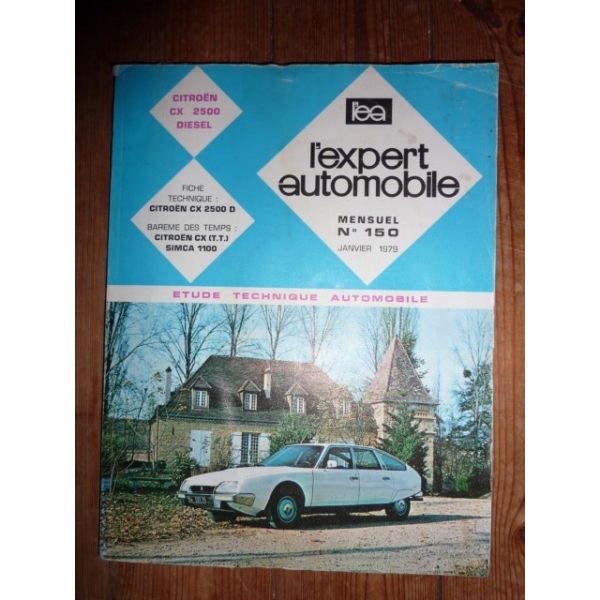 CITROËN
CX 2500
DIESEL
FICHE
TECHNIQUE :
CITROËN CX 2500 D
BAREME DES TEMPS :
CITROËN CX (T.T.)
SIMCA 1100
l'ea
l'expert
automobile
MENSUEL
N° 150
JANVIER 1979
ETUDE TECHNIQUE AUTOMOBILE